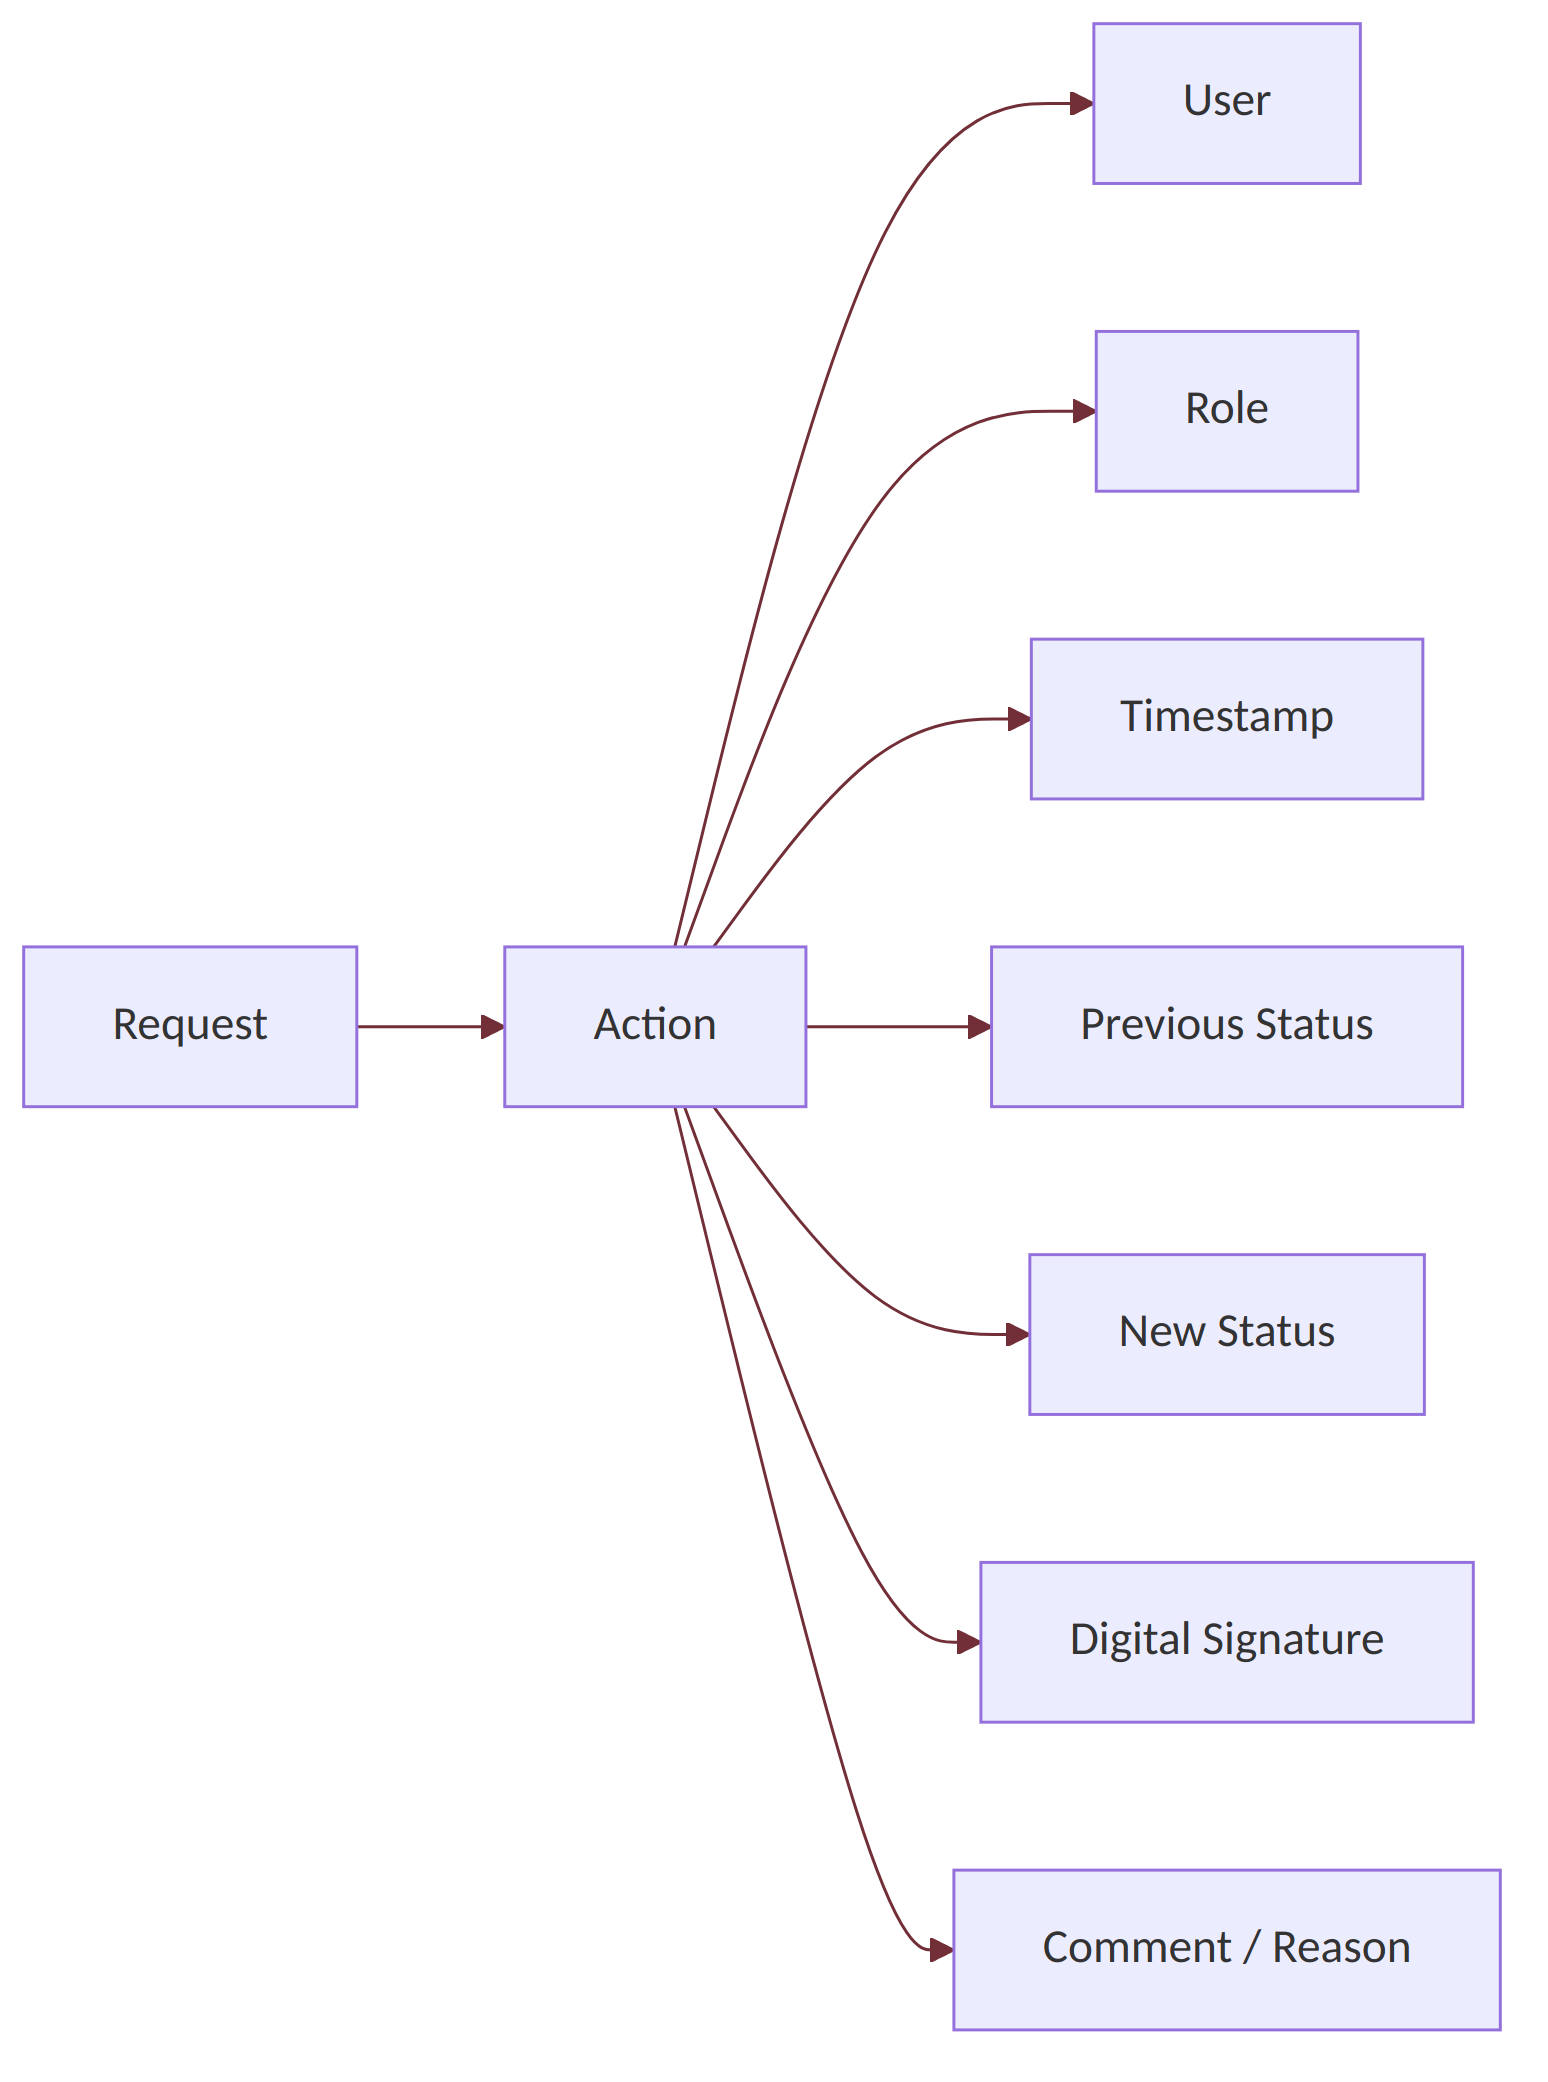 User
Role
Timestamp
Request
Action
Previous Status
New Status
Digital Signature
Comment / Reason